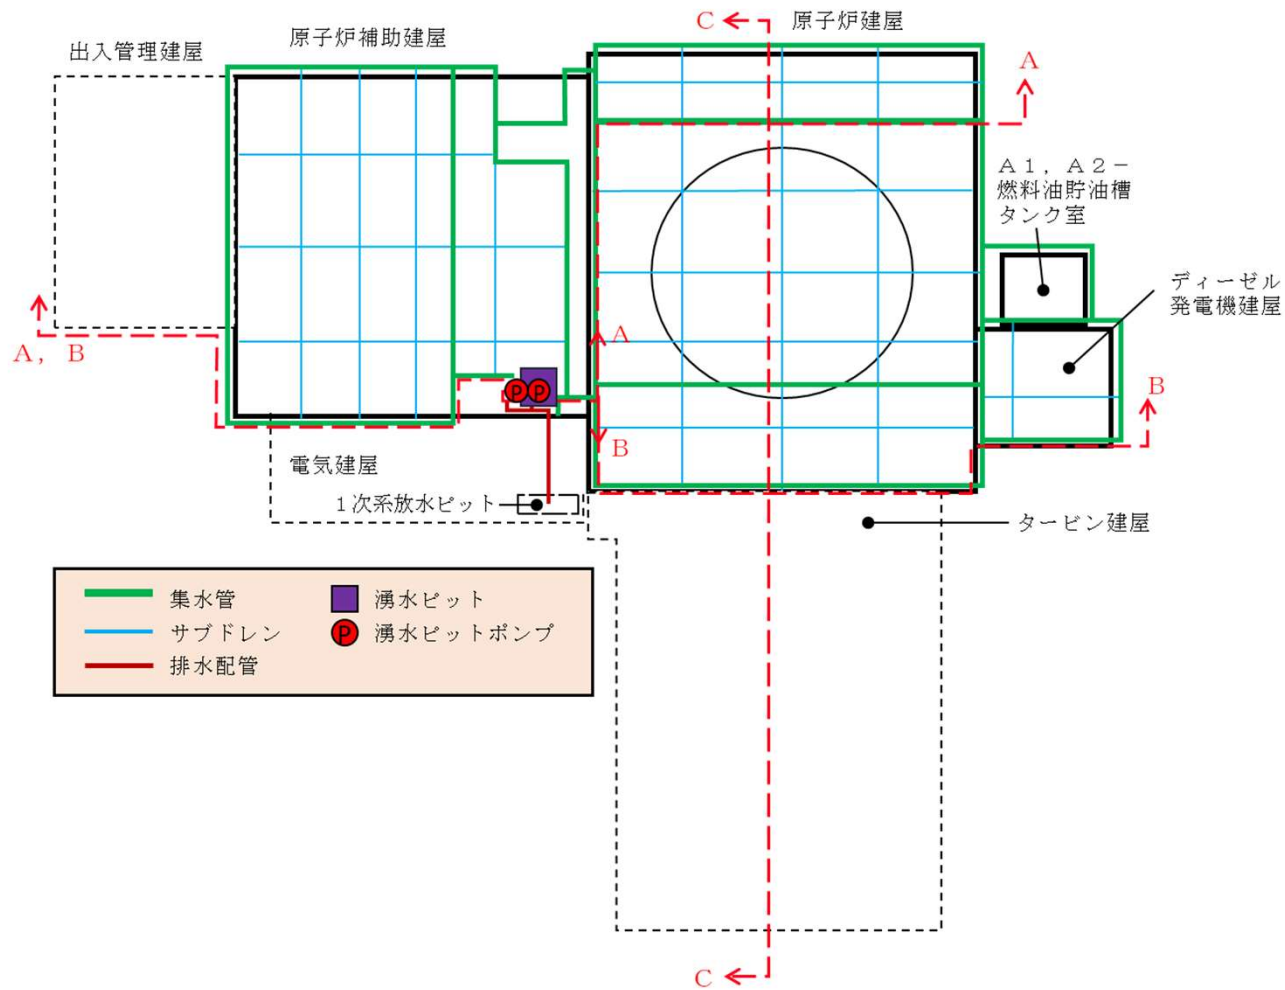 Ｃ
原子炉建屋
原子炉補助建屋
出入管理建屋
Ａ
Ａ１，Ａ２－
燃料油貯油槽
タンク室
ディーゼル
発電機建屋
Ａ，Ｂ
Ａ
Ｂ
Ｂ
Ｐ Ｐ
電気建屋
１次系放水ピット
タービン建屋
集水管
湧水ピット
サブドレン
Ｐ
湧水ピットポンプ
排水配管
Ｃ